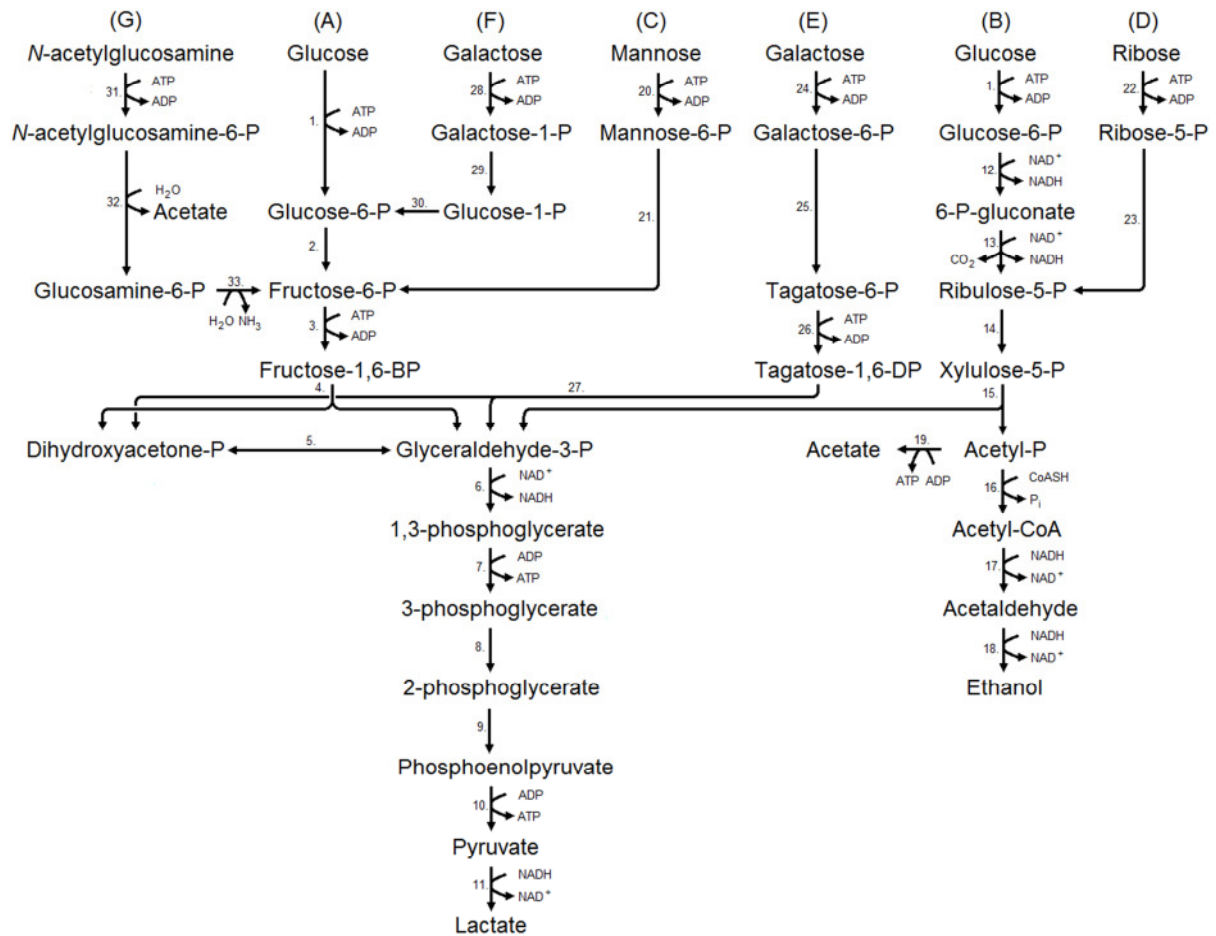 (G) (A) (F) (C) (E) (B) (D)
N-acetylglucosamine Glucose Galactose Mannose Galactose Glucose Ribose
31. ATP ADP 1. ATP ADP 28. ATP ADP 20. ATP ADP 24. ATP ADP 1. ATP ADP 22. ATP ADP
N-acetylglucosamine-6-P Galactose-1-P Mannose-6-P Galactose-6-P Glucose-6-P Ribose-5-P
32. H2O Acetate 29. 21. 25. 12. NAD+ NADH 23.
Glucose-6-P 30. Glucose-1-P 6-P-gluconate
2. 13. NAD+ NADH CO2
Glucosamine-6-P 33. H2O NH3 Fructose-6-P Tagatose-6-P Ribulose-5-P
3. ATP ADP 26. ATP ADP 14.
Fructose-1,6-BP Tagatose-1,6-DP Xylulose-5-P
4. 27. 15.
Dihydroxyacetone-P 5. Glyceraldehyde-3-P Acetate 19. ATP ADP Acetyl-P
6. NAD+ NADH 16. CoASH Pi
1,3-phosphoglycerate Acetyl-CoA
7. ADP ATP 17. NADH NAD+
3-phosphoglycerate Acetaldehyde
8. 18. NADH NAD+
2-phosphoglycerate Ethanol
9.
Phosphoenolpyruvate
10. ADP ATP
Pyruvate
11. NADH NAD+
Lactate